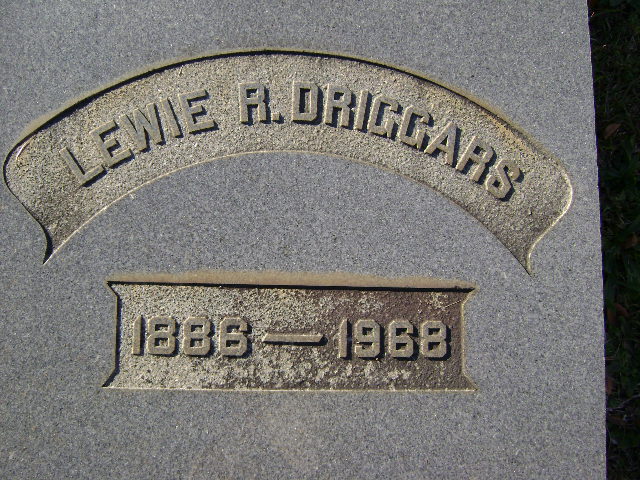 LEWIE R. DRIGGARS
1886 — 1968